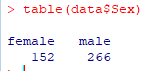 > table(data$Sex)
female male
152 266
>